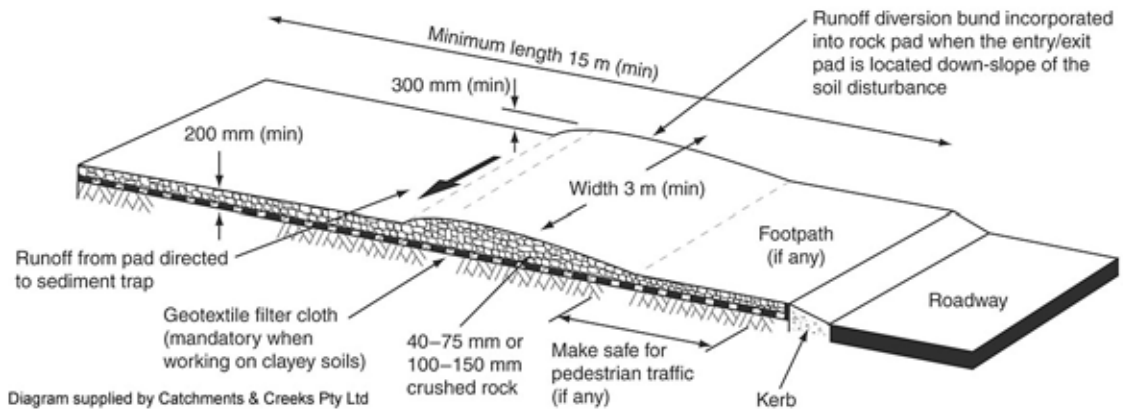 Minimum length 15 m (min)
Runoff diversion bund incorporated
into rock pad when the entry/exit
pad is located down-slope of the
soil disturbance
300 mm (min)
200 mm (min)
Width 3 m (min)
Runoff from pad directed
to sediment trap
Footpath
(if any)
Roadway
Geotextile filter cloth
(mandatory when
working on clayey soils)
40–75 mm or
100–150 mm
crushed rock
Make safe for
pedestrian traffic
(if any)
Kerb
Diagram supplied by Catchments & Creeks Pty Ltd